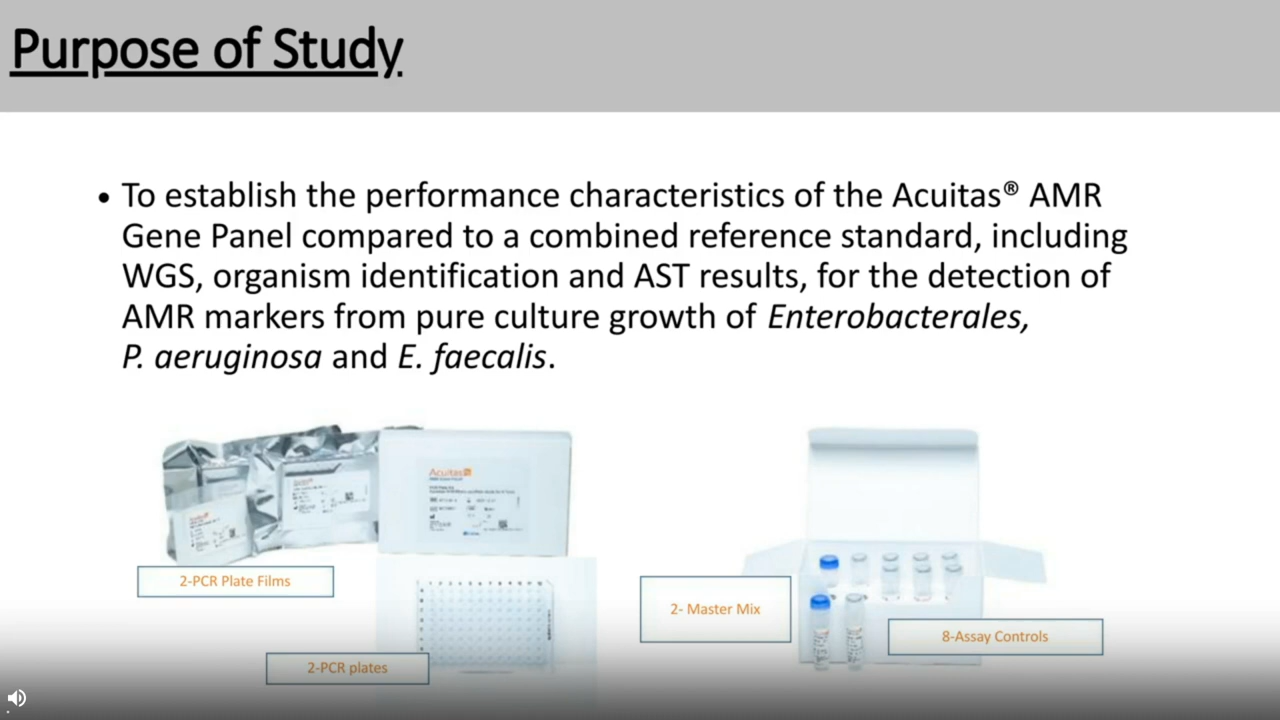 Purpose of Study
• To establish the performance characteristics of the Acuitas® AMR
Gene Panel compared to a combined reference standard, including
WGS, organism identification and AST results, for the detection of
AMR markers from pure culture growth of Enterobacterales,
P. aeruginosa and E. faecalis.
Acuitas
2-PCR Plate Films
2- Master Mix
8-Assay Controls
2-PCR plates